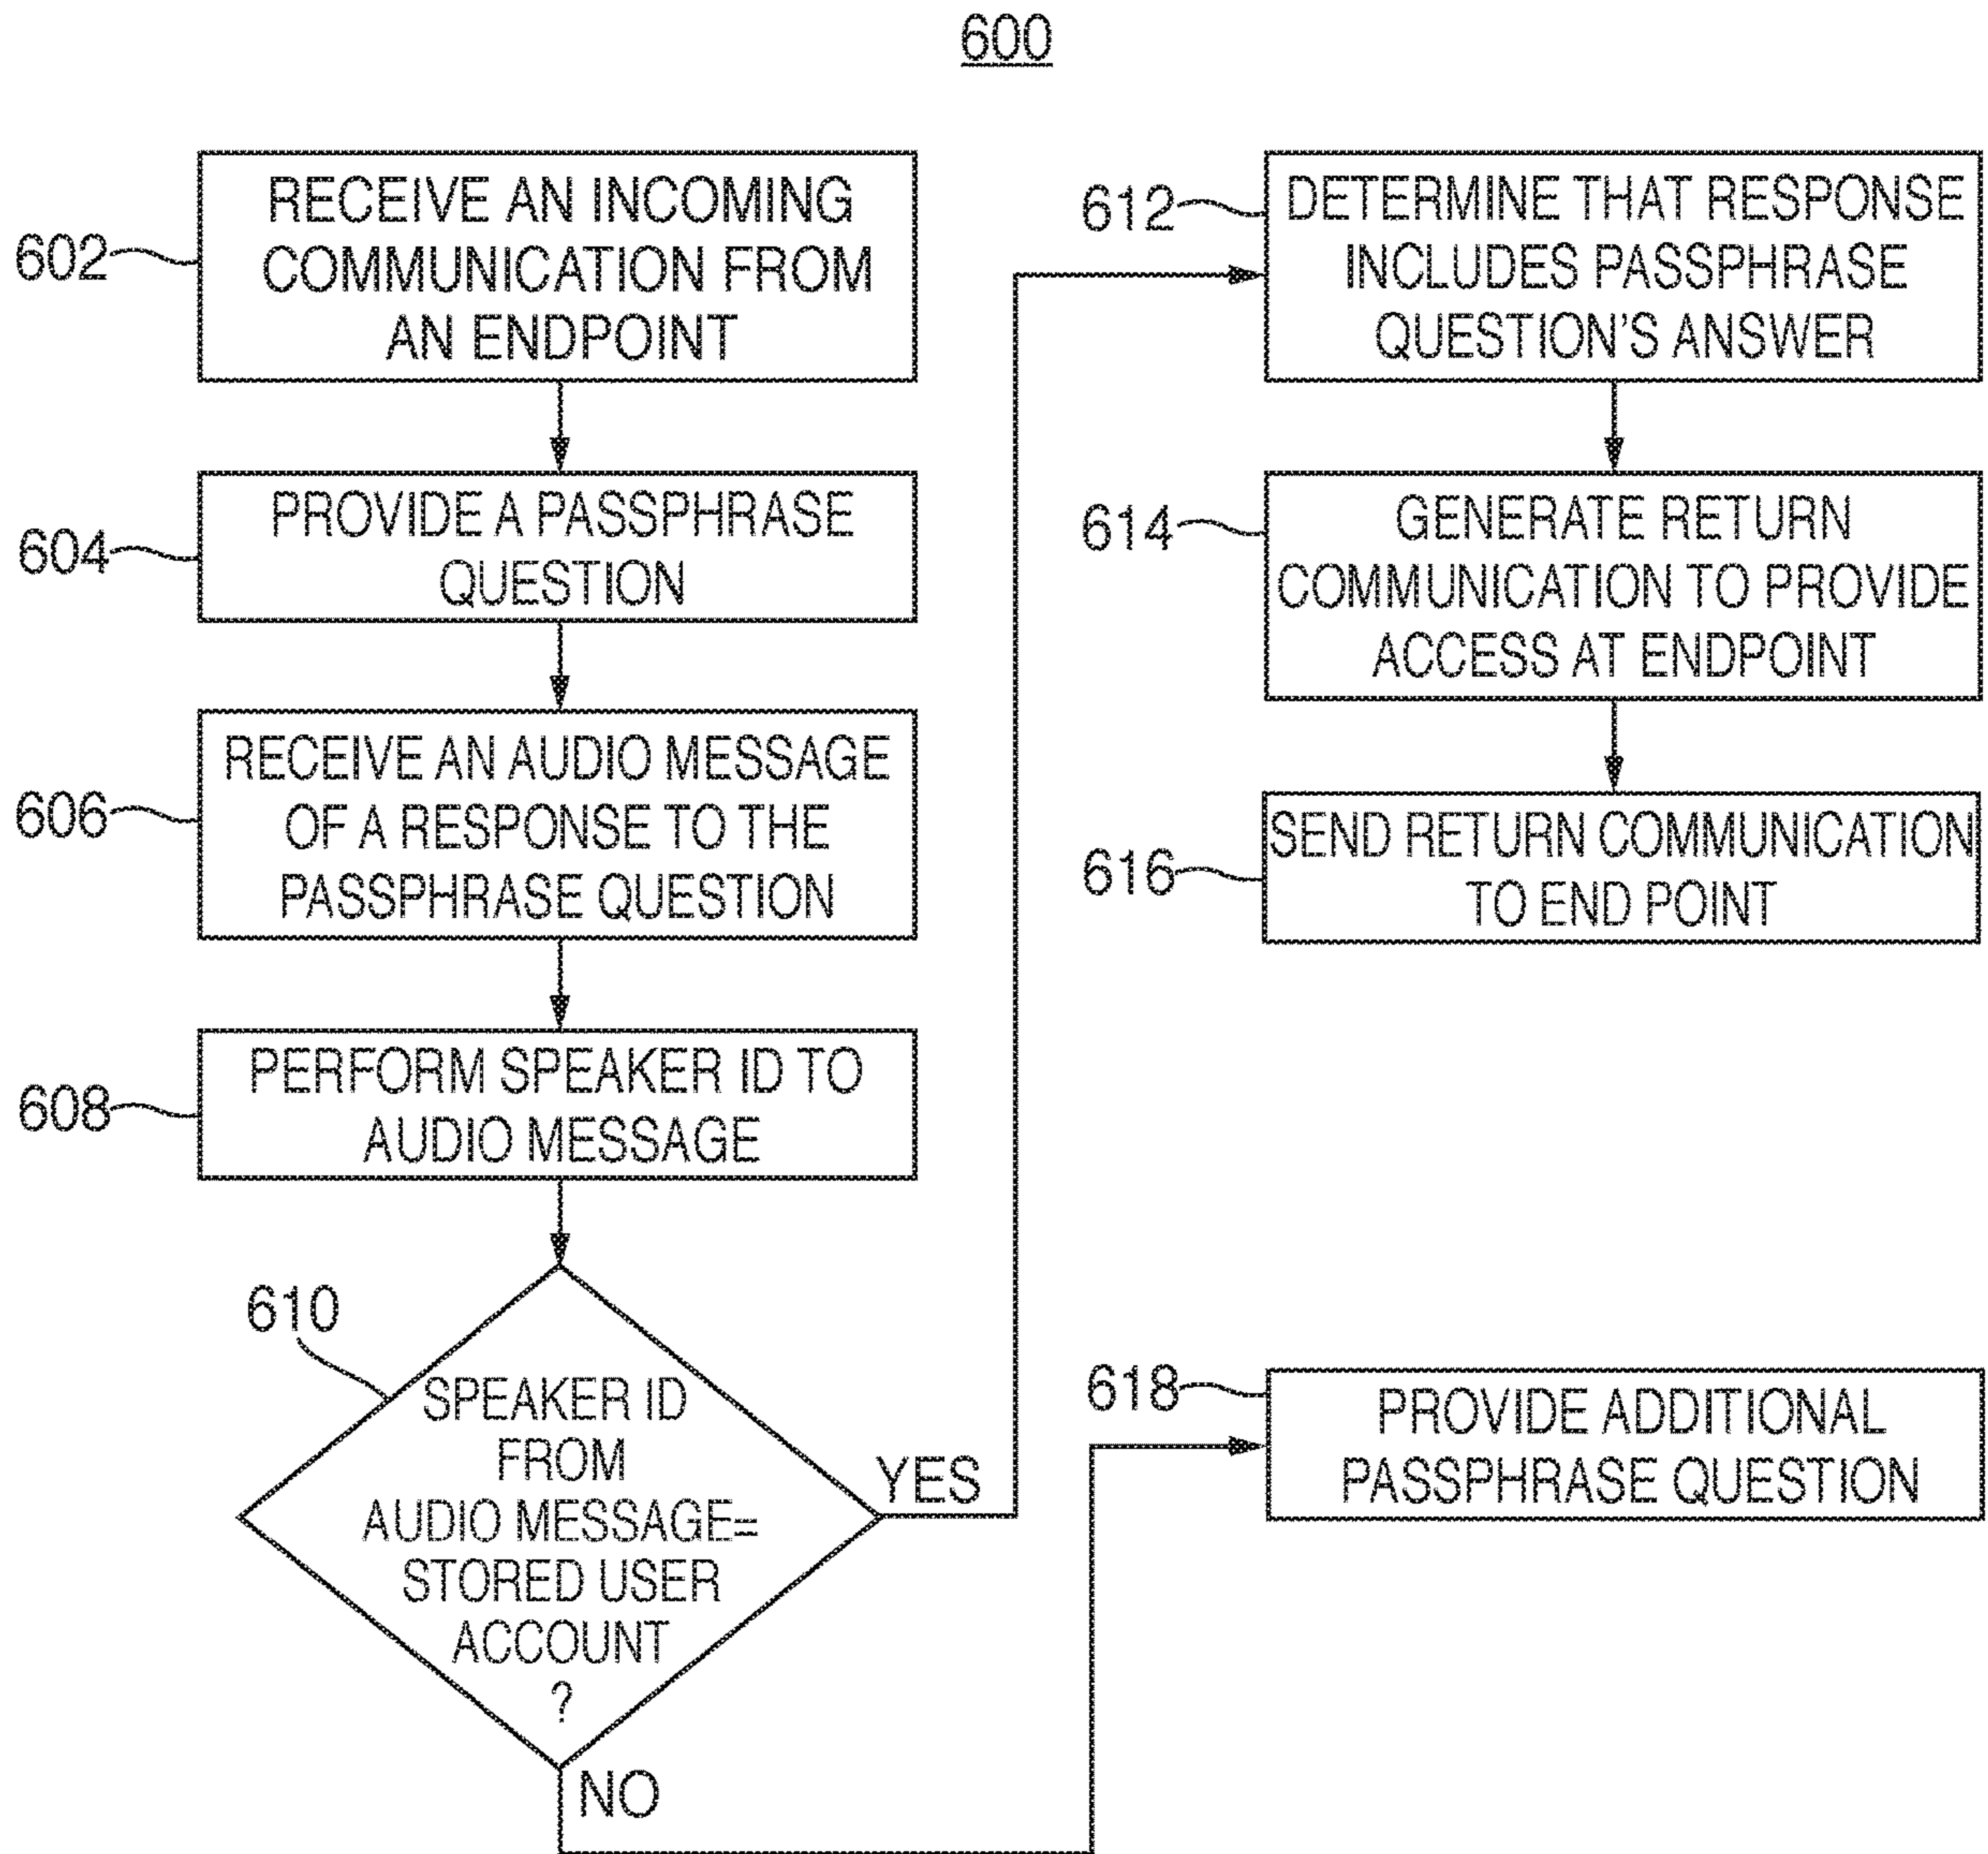 600
602
RECEIVE AN INCOMING
COMMUNICATION FROM
AN ENDPOINT
604
PROVIDE A PASSPHRASE
QUESTION
606
RECEIVE AN AUDIO MESSAGE
OF A RESPONSE TO THE
PASSPHRASE QUESTION
608
PERFORM SPEAKER ID TO
AUDIO MESSAGE
610
SPEAKER ID
FROM
AUDIO MESSAGE=
STORED USER
ACCOUNT
?
YES
NO
612
DETERMINE THAT RESPONSE
INCLUDES PASSPHRASE
QUESTION'S ANSWER
614
GENERATE RETURN
COMMUNICATION TO PROVIDE
ACCESS AT ENDPOINT
616
SEND RETURN COMMUNICATION
TO END POINT
618
PROVIDE ADDITIONAL
PASSPHRASE QUESTION